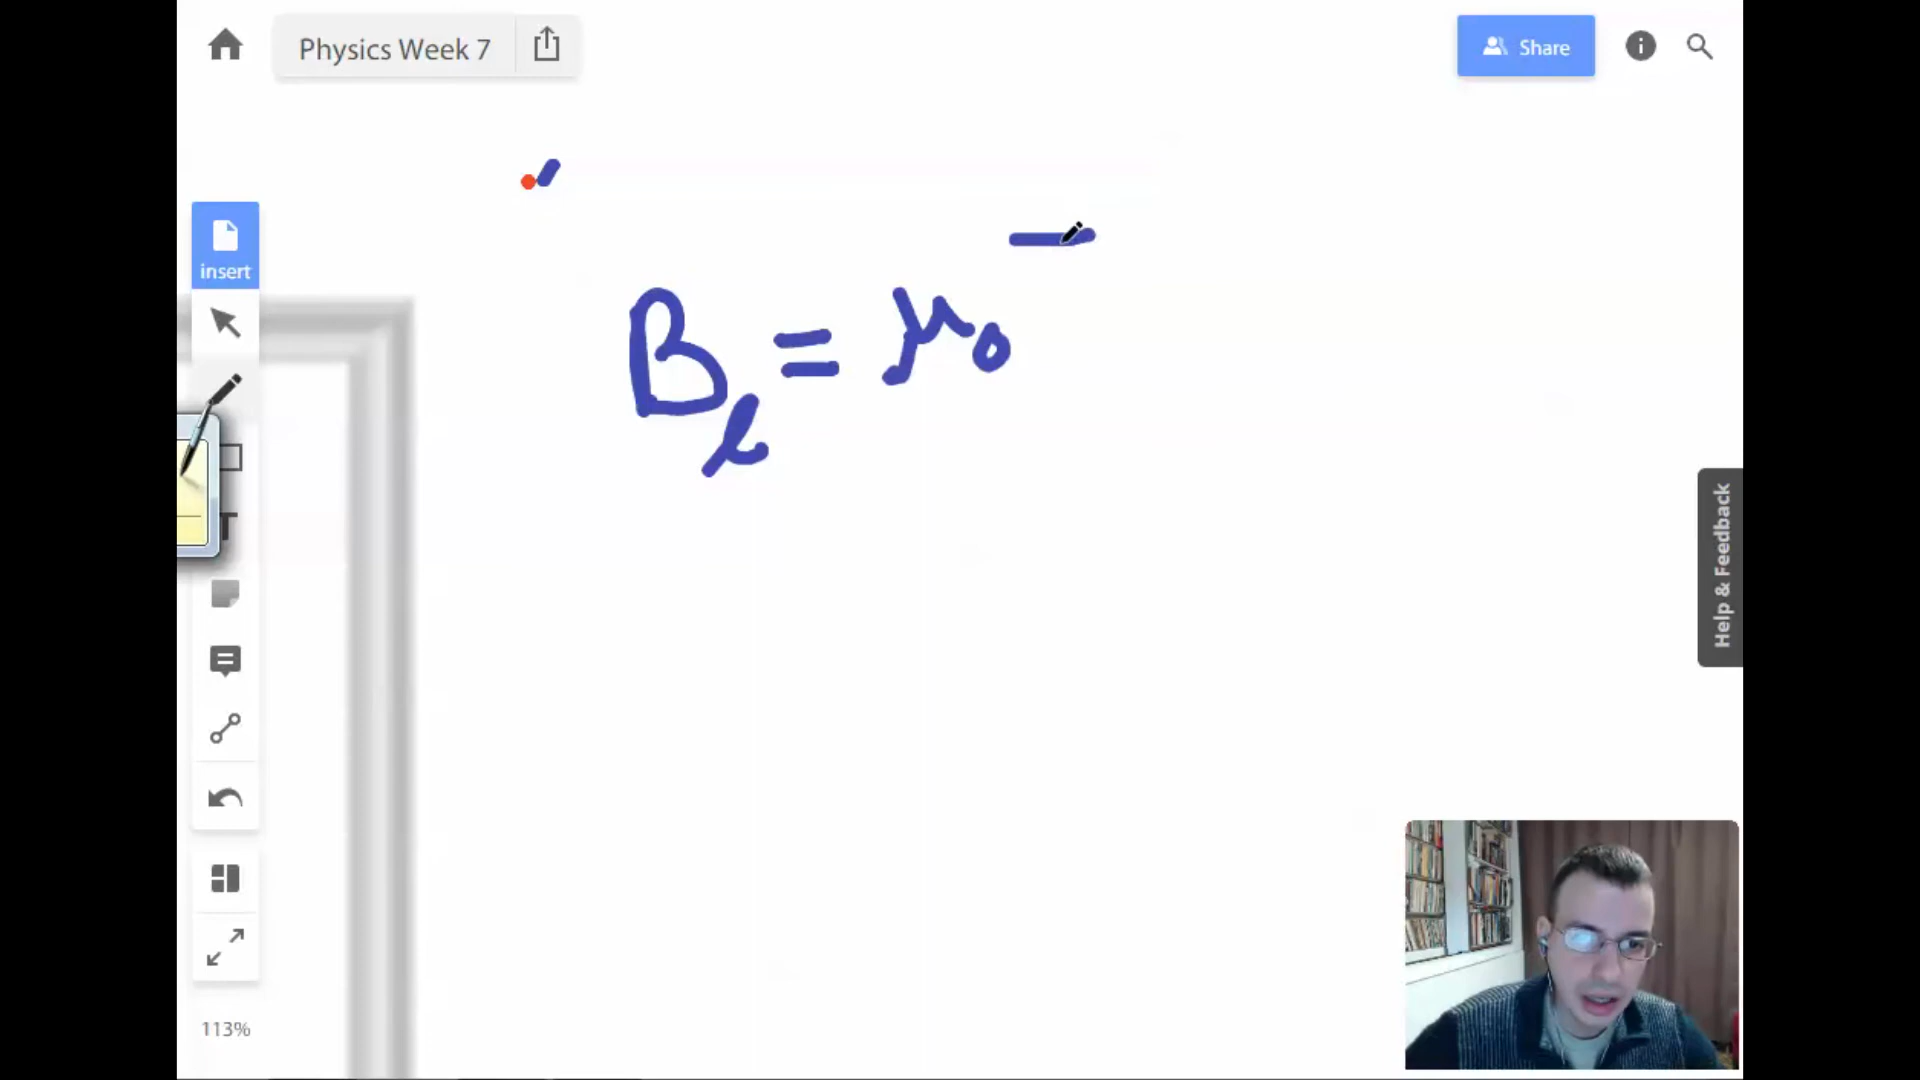 Physics Week 7
Share
insert
B_l = μ₀
T
Help & Feedback
113%